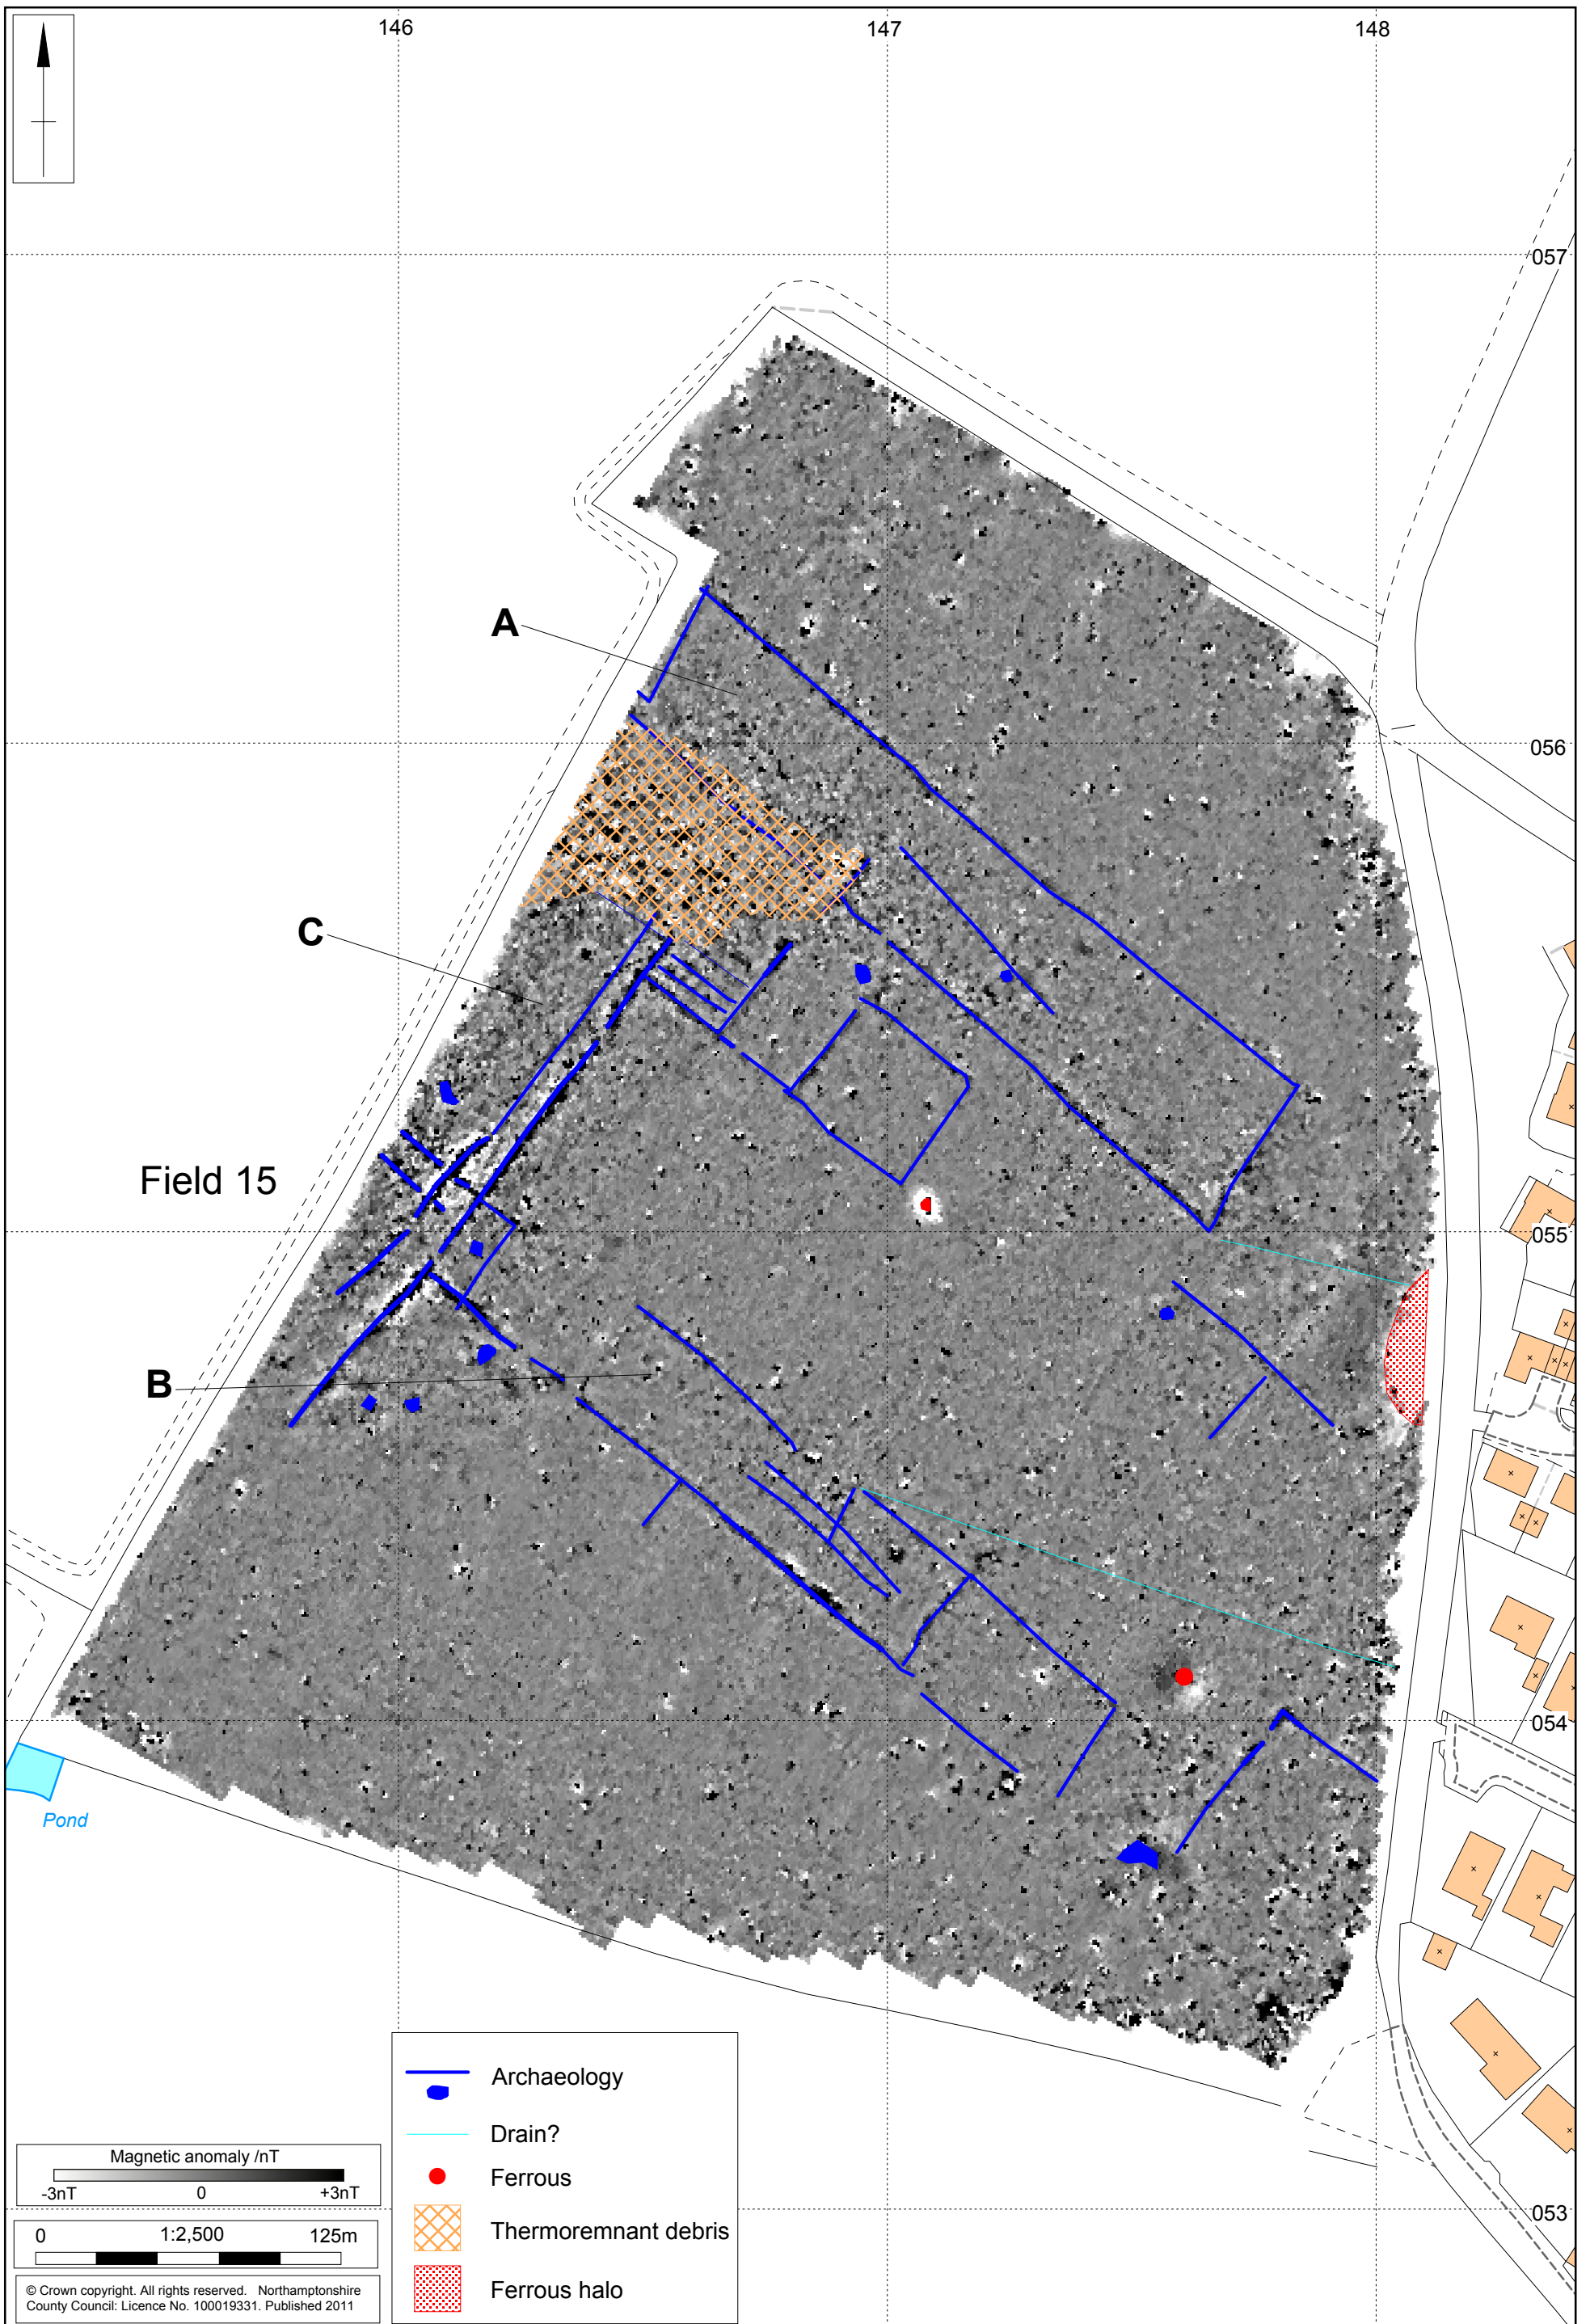 146
147
148
057
A
056
C
Field 15
055
B
054
Pond
Archaeology
Drain?
Ferrous
Thermoremnant debris
Ferrous halo
053
Magnetic anomaly /nT
-3nT 0 +3nT
0 1:2,500 125m
© Crown copyright. All rights reserved. Northamptonshire
County Council: Licence No. 100019331. Published 2011